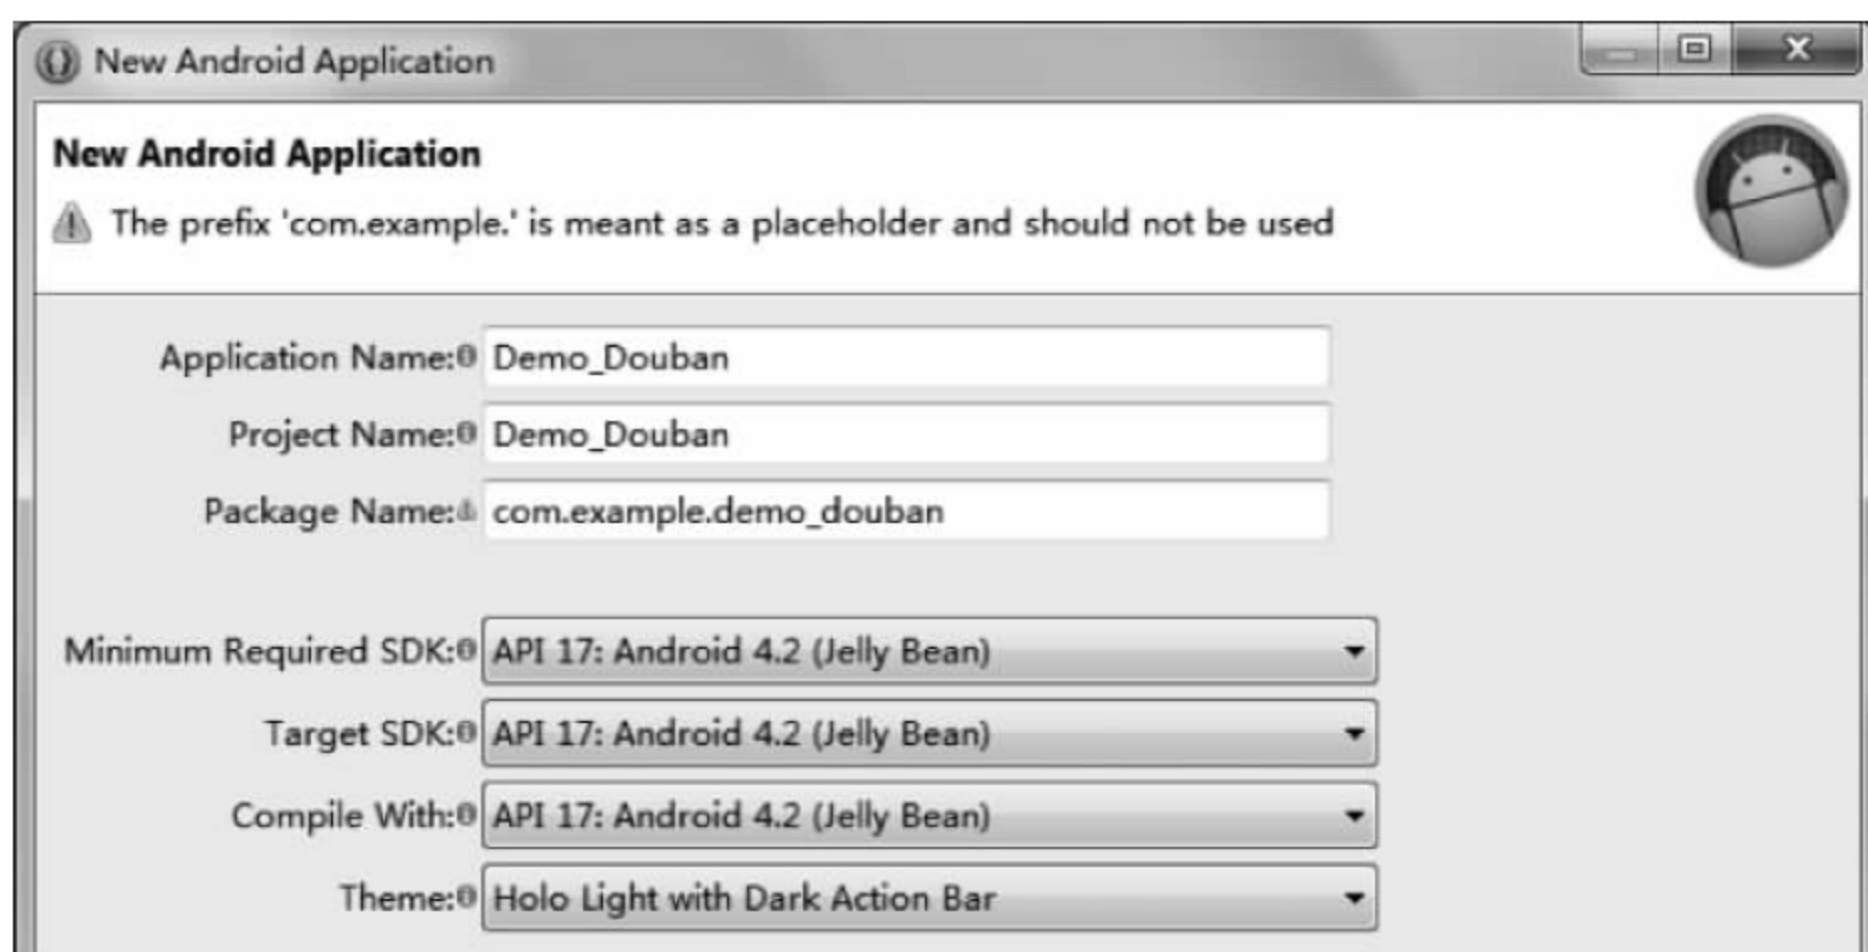 New Android Application
New Android Application
The prefix 'com.example.' is meant as a placeholder and should not be used
Application Name: Demo_Douban
Project Name: Demo_Douban
Package Name: com.example.demo_douban
Minimum Required SDK: API 17: Android 4.2 (Jelly Bean)
Target SDK: API 17: Android 4.2 (Jelly Bean)
Compile With: API 17: Android 4.2 (Jelly Bean)
Theme: Holo Light with Dark Action Bar